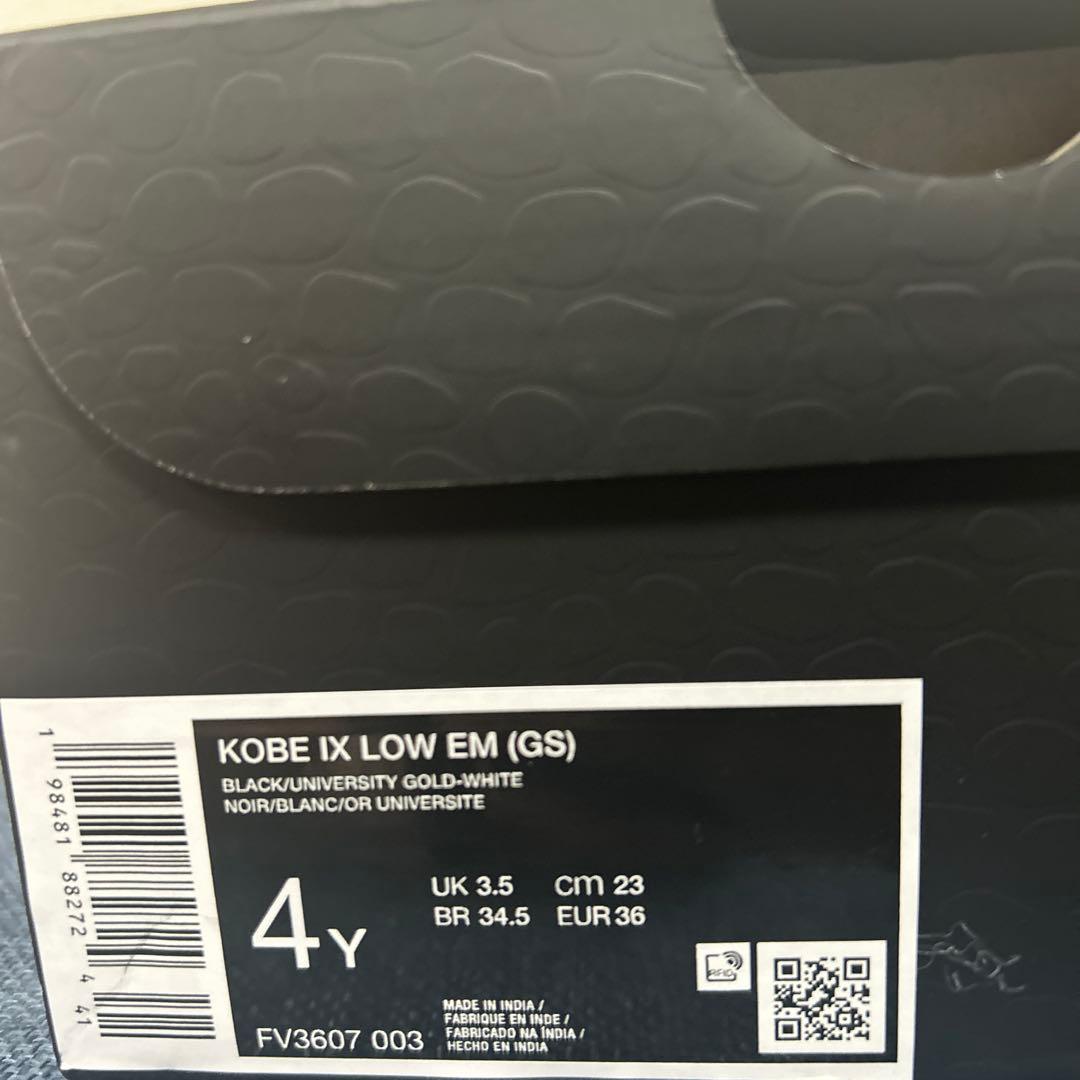 KOBE IX LOW EM (GS)
BLACK/UNIVERSITY GOLD-WHITE
NOIR/BLANC/OR UNIVERSITE
4Y
UK 3.5 cm 23
BR 34.5 EUR 36
RFID
FV3607 003
MADE IN INDIA /
FABRIQUE EN INDE /
FABRICADO NA ÍNDIA /
HECHO EN INDIA
1 98481 88272 4 41